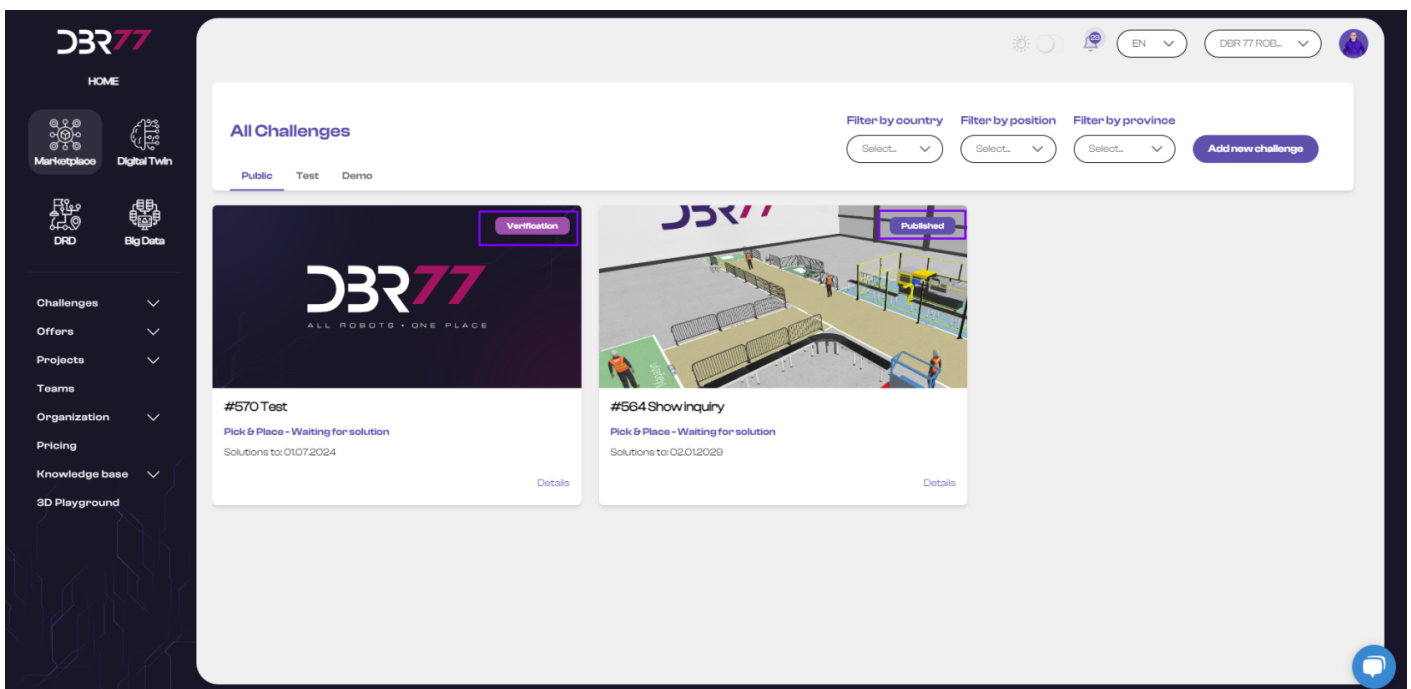 DBR77
HOME
Marketplace
Digital Twin
DRD
Big Data
Challenges
Offers
Projects
Teams
Organization
Pricing
Knowledge base
3D Playground
23
EN
DBR 77 ROB...
All Challenges
Filter by country
Filter by position
Filter by province
Select...
Select...
Select...
Add new challenge
Public
Test
Demo
Verification
DBR77
ALL ROBOTS • ONE PLACE
#570 Test
Pick & Place - Waiting for solution
Solutions to: 01.07.2024
Details
DBR77
Published
#564 Show inquiry
Pick & Place - Waiting for solution
Solutions to: 02.01.2029
Details